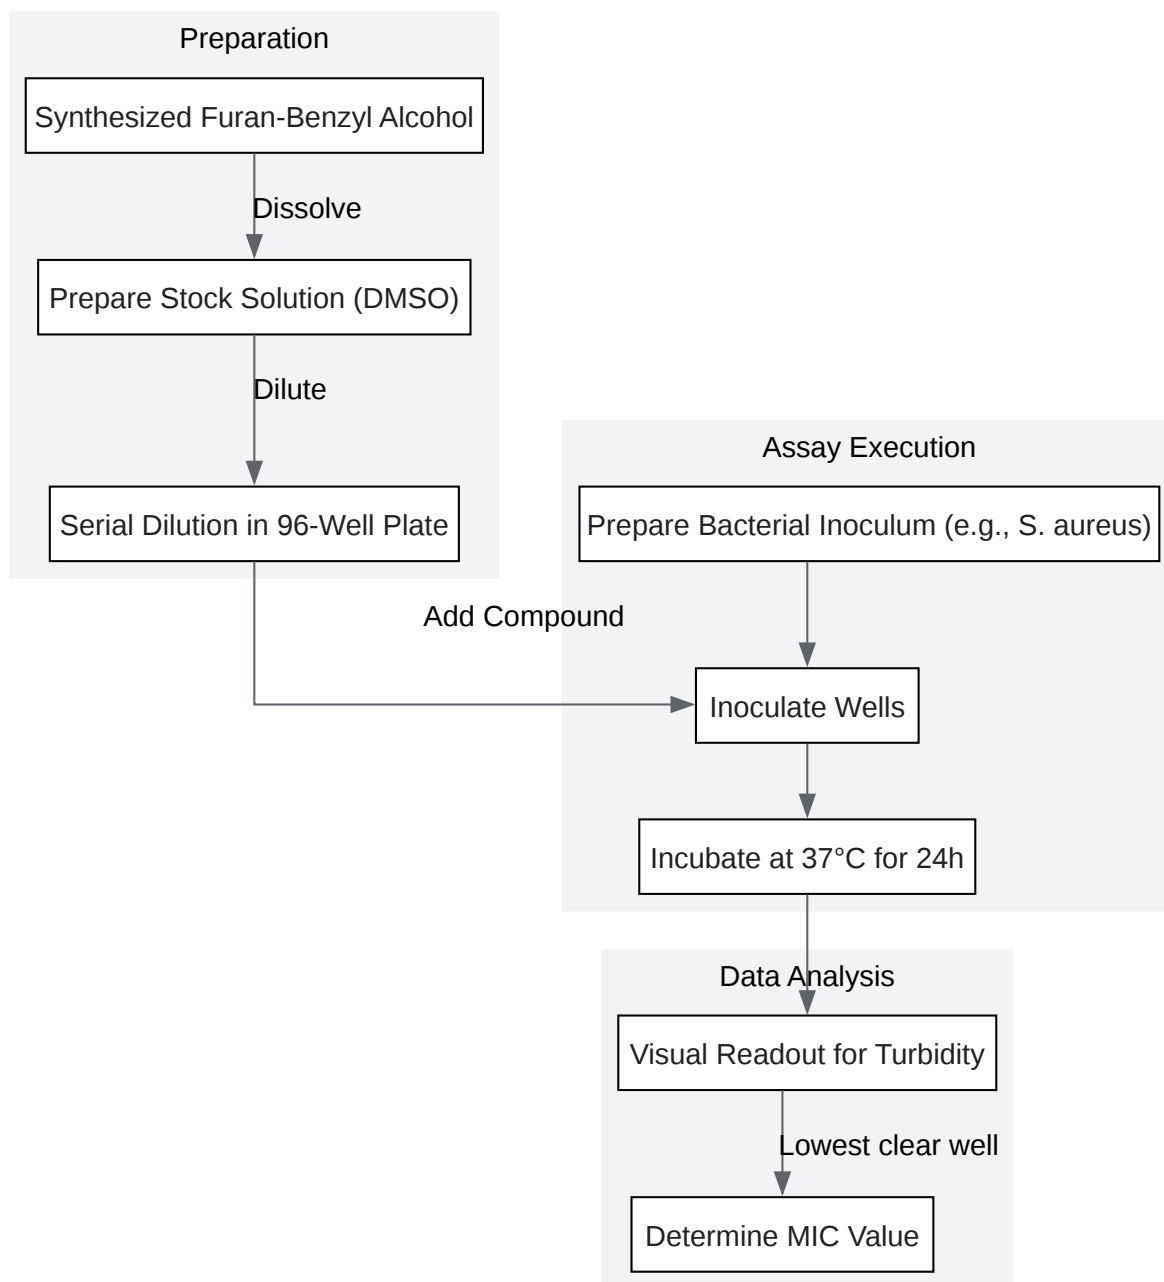 Preparation
Synthesized Furan-Benzyl Alcohol
Dissolve
Prepare Stock Solution (DMSO)
Dilute
Serial Dilution in 96-Well Plate
Add Compound
Assay Execution
Prepare Bacterial Inoculum (e.g., S. aureus)
Inoculate Wells
Incubate at 37°C for 24h
Data Analysis
Visual Readout for Turbidity
Lowest clear well
Determine MIC Value